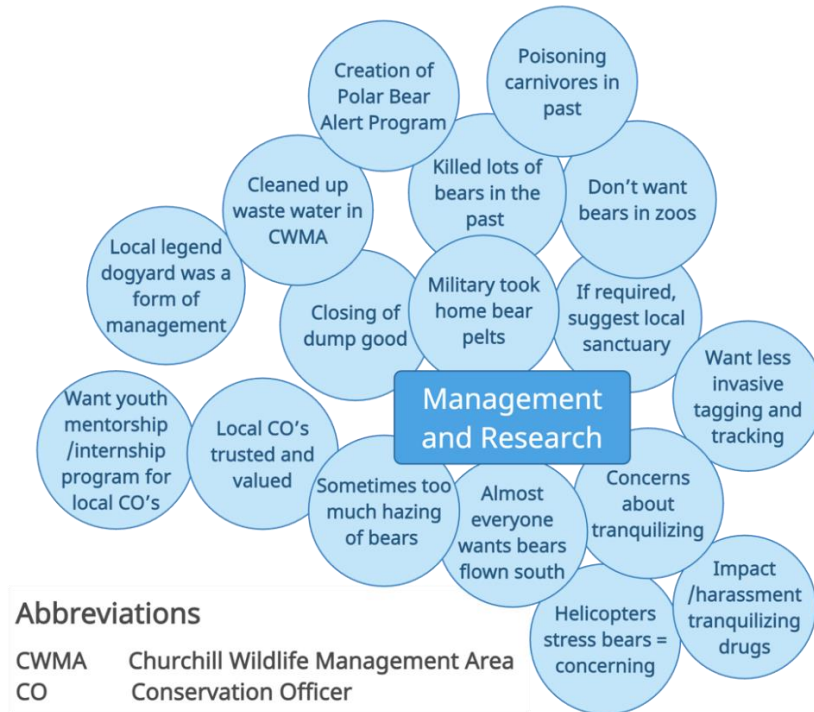 Creation of
Polar Bear
Alert Program
Poisoning
carnivores in
past
Cleaned up
waste water in
CWMA
Killed lots of
bears in the
past
Don't want
bears in zoos
Local legend
dogyard was a
form of
management
Closing of
dump good
Military took
home bear
pelts
If required,
suggest local
sanctuary
Want less
invasive
tagging and
tracking
Management
and Research
Want youth
mentorship
/internship
program for
local CO's
Local CO's
trusted and
valued
Sometimes too
much hazing
of bears
Almost
everyone
wants bears
flown south
Concerns
about
tranquilizing
Helicopters
stress bears =
concerning
Impact
/harassment
tranquilizing
drugs
Abbreviations
CWMA Churchill Wildlife Management Area
CO Conservation Officer